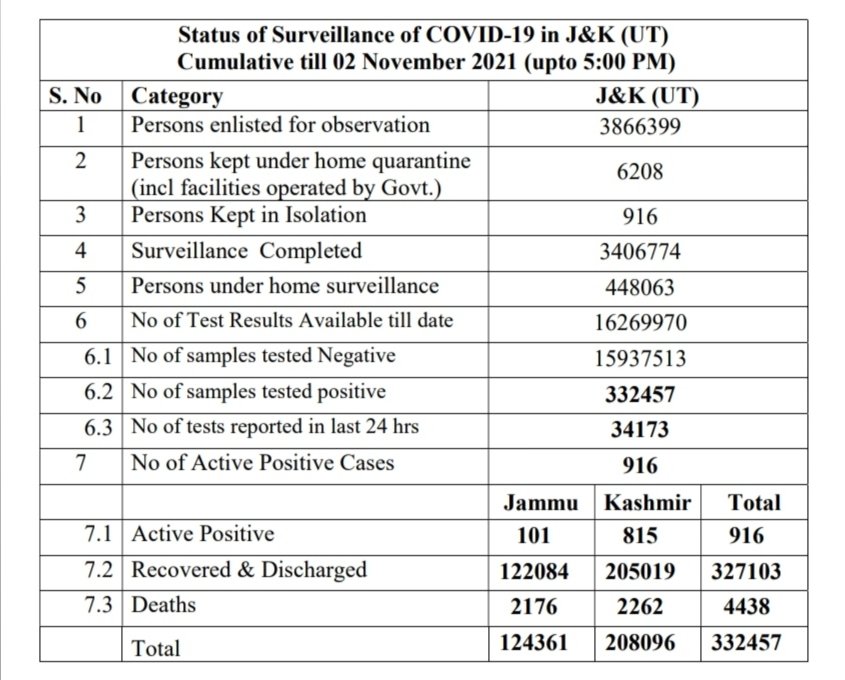 Status of Surveillance of COVID-19 in J&K (UT)
Cumulative till 02 November 2021 (upto 5:00 PM)
S. No Category J&K (UT)
1 Persons enlisted for observation 3866399
2 Persons kept under home quarantine
(incl facilities operated by Govt.) 6208
3 Persons Kept in Isolation 916
4 Surveillance Completed 3406774
5 Persons under home surveillance 448063
6 No of Test Results Available till date 16269970
6.1 No of samples tested Negative 15937513
6.2 No of samples tested positive 332457
6.3 No of tests reported in last 24 hrs 34173
7 No of Active Positive Cases 916
Jammu Kashmir Total
7.1 Active Positive 101 815 916
7.2 Recovered & Discharged 122084 205019 327103
7.3 Deaths 2176 2262 4438
Total 124361 208096 332457